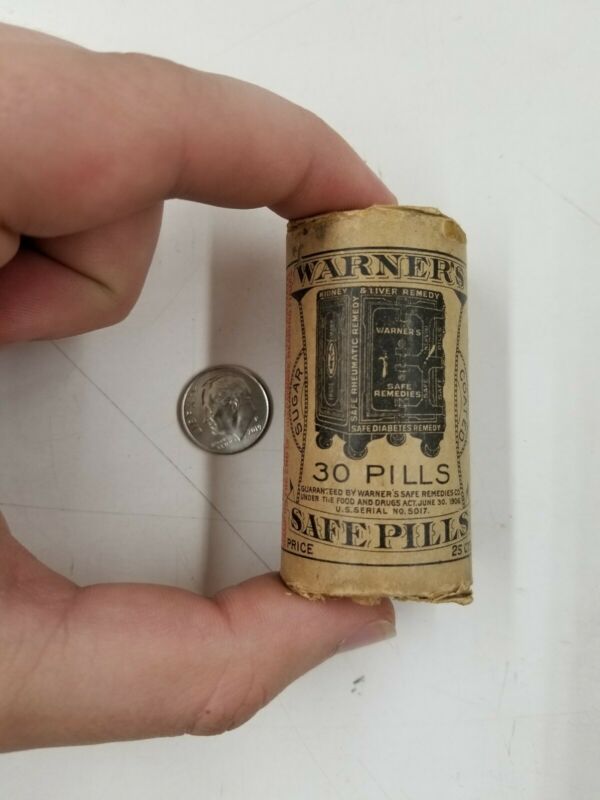 WARNER'S
KIDNEY & LIVER REMEDY
SAFE RHEUMATIC REMEDY
WARNER'S
SAFE
REMEDIES
SAFE DIABETES REMEDY
SUGAR
COATED
30 PILLS
GUARANTEED BY WARNER'S SAFE REMEDIES CO.
UNDER THE FOOD AND DRUGS ACT, JUNE 30, 1906
U.S. SERIAL NO. 5017.
SAFE PILLS
PRICE 25
LIBERTY